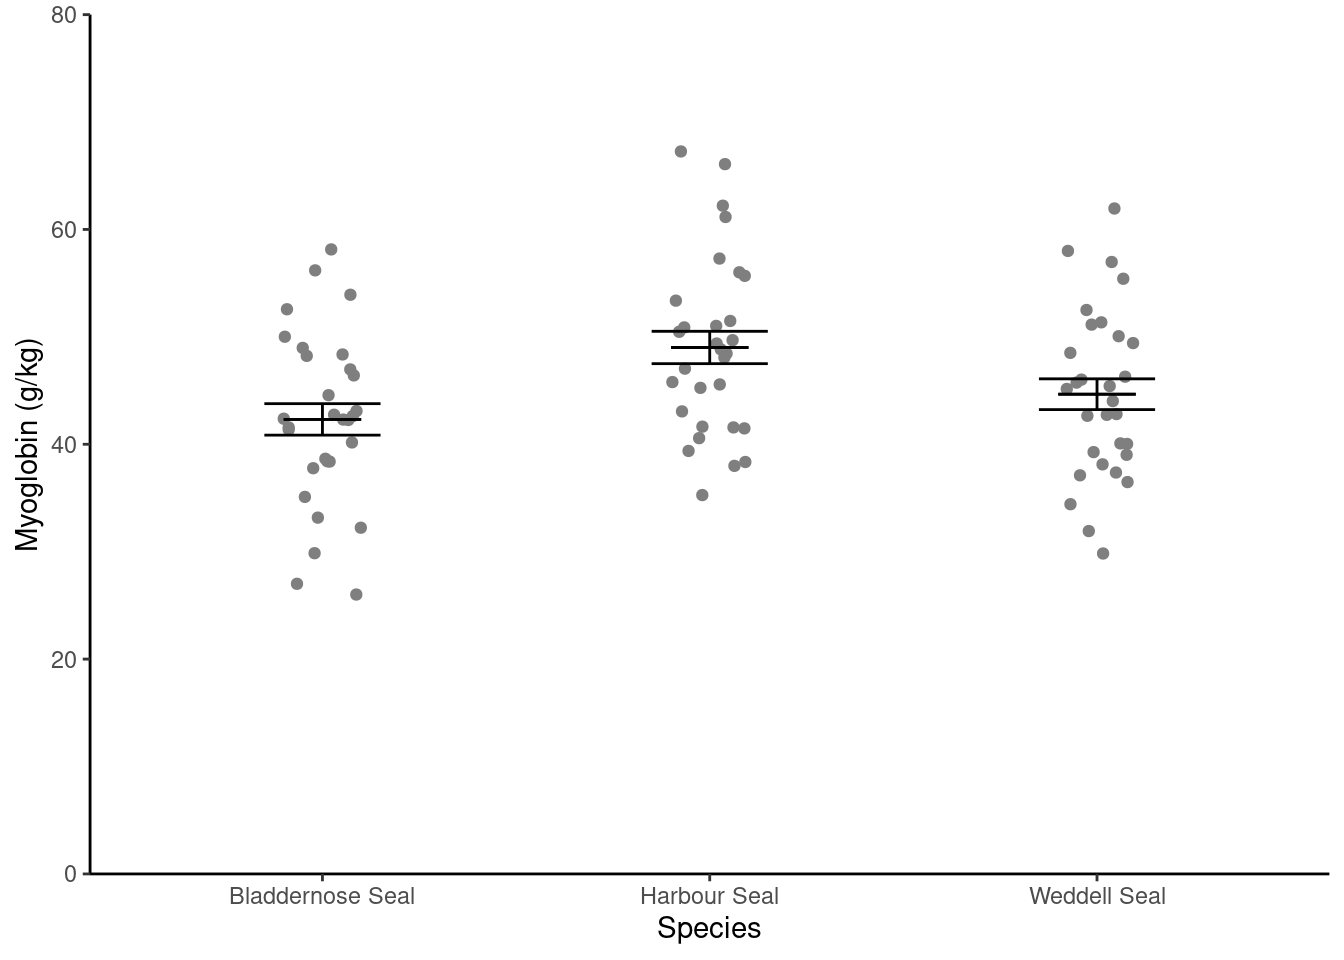 Myoglobin (g/kg)
80
60
40
20
0
Bladdernose Seal
Harbour Seal
Weddell Seal
Species